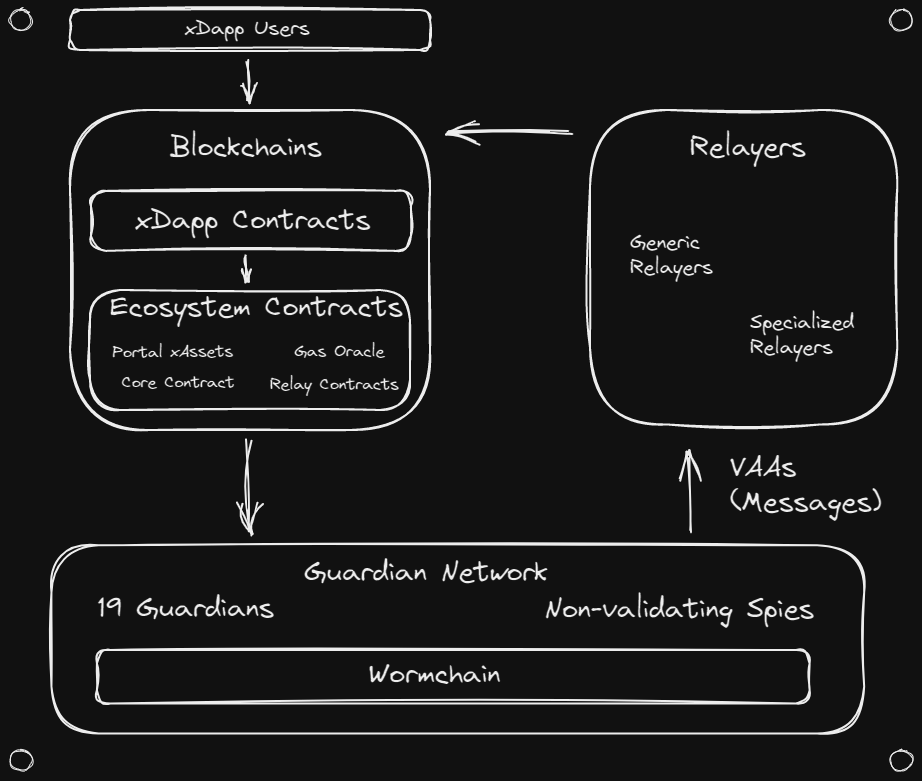 xDapp Users
Blockchains
xDapp Contracts
Ecosystem Contracts
Portal xAssets
Gas Oracle
Core Contract
Relay Contracts
Relayers
Generic
Relayers
Specialized
Relayers
VAAs
(Messages)
Guardian Network
19 Guardians
Non-validating Spies
Wormchain